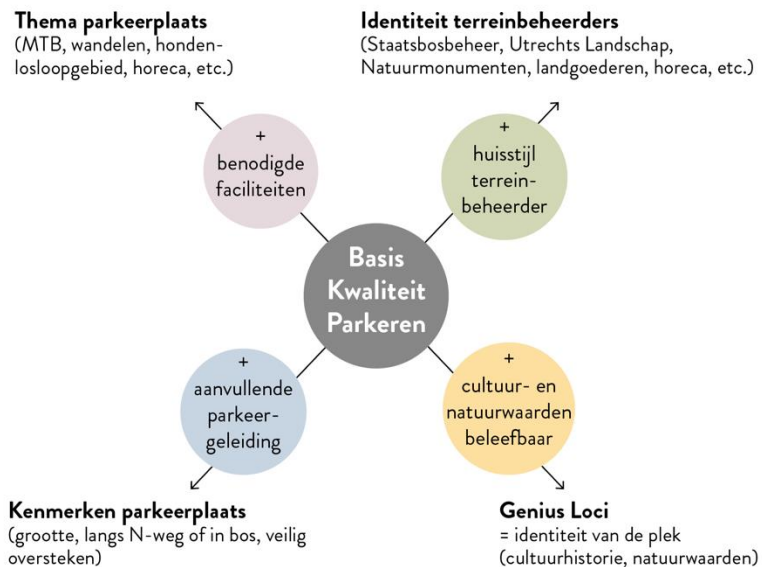 Thema parkeerplaats
(MTB, wandelen, honden-
losloopgebied, horeca, etc.)
Identiteit terreinbeheerders
(Staatsbosbeheer, Utrechts Landschap,
Natuurmonumenten, landgoederen, horeca, etc.)
+
benodigde
faciliteiten
+
huisstijl
terrein-
beheerder
Basis
Kwaliteit
Parkeren
+
aanvullende
parkeer-
geleiding
+
cultuur- en
natuurwaarden
beleefbaar
Kenmerken parkeerplaats
(grootte, langs N-weg of in bos, veilig
oversteken)
Genius Loci
= identiteit van de plek
(cultuurhistorie, natuurwaarden)